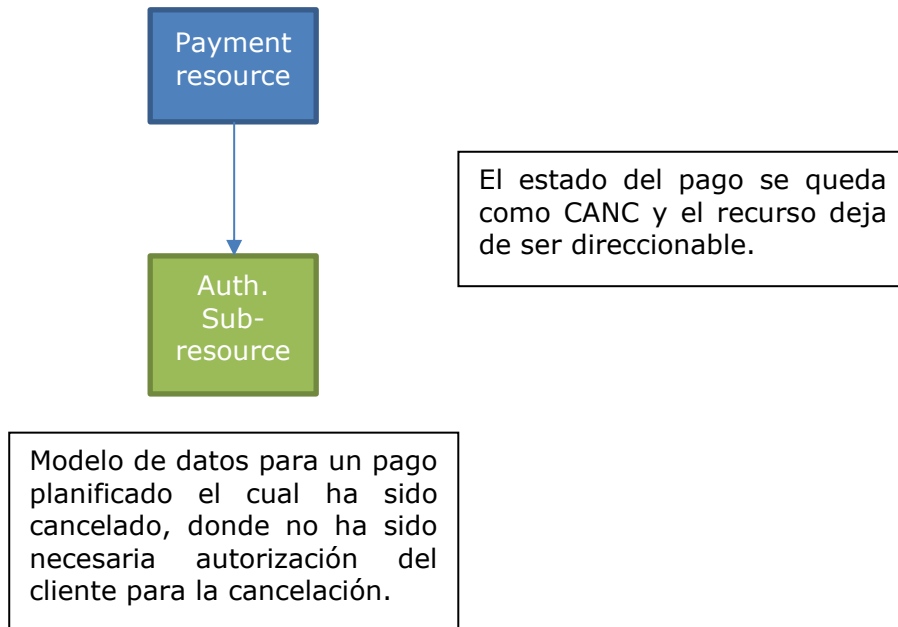 Payment
resource
El estado del pago se queda
como CANC y el recurso deja
de ser direccionable.
Auth.
Sub-
resource
Modelo de datos para un pago
planificado el cual ha sido
cancelado, donde no ha sido
necesaria autorización del
cliente para la cancelación.